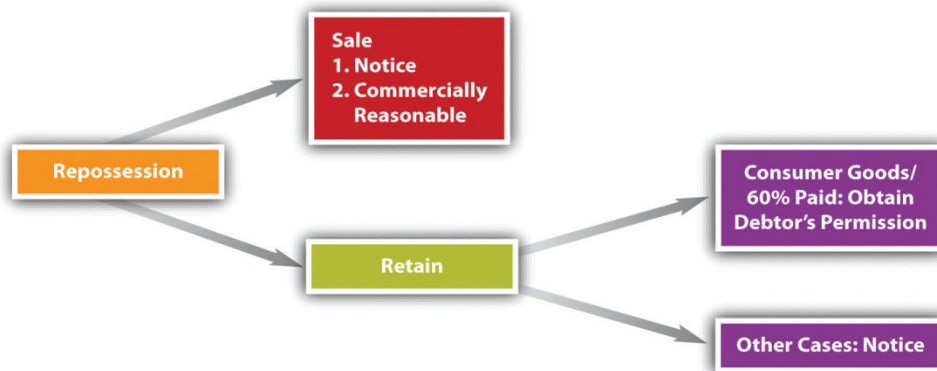 Sale
1. Notice
2. Commercially
Reasonable
Repossession
Consumer Goods/
60% Paid: Obtain
Debtor’s Permission
Retain
Other Cases: Notice